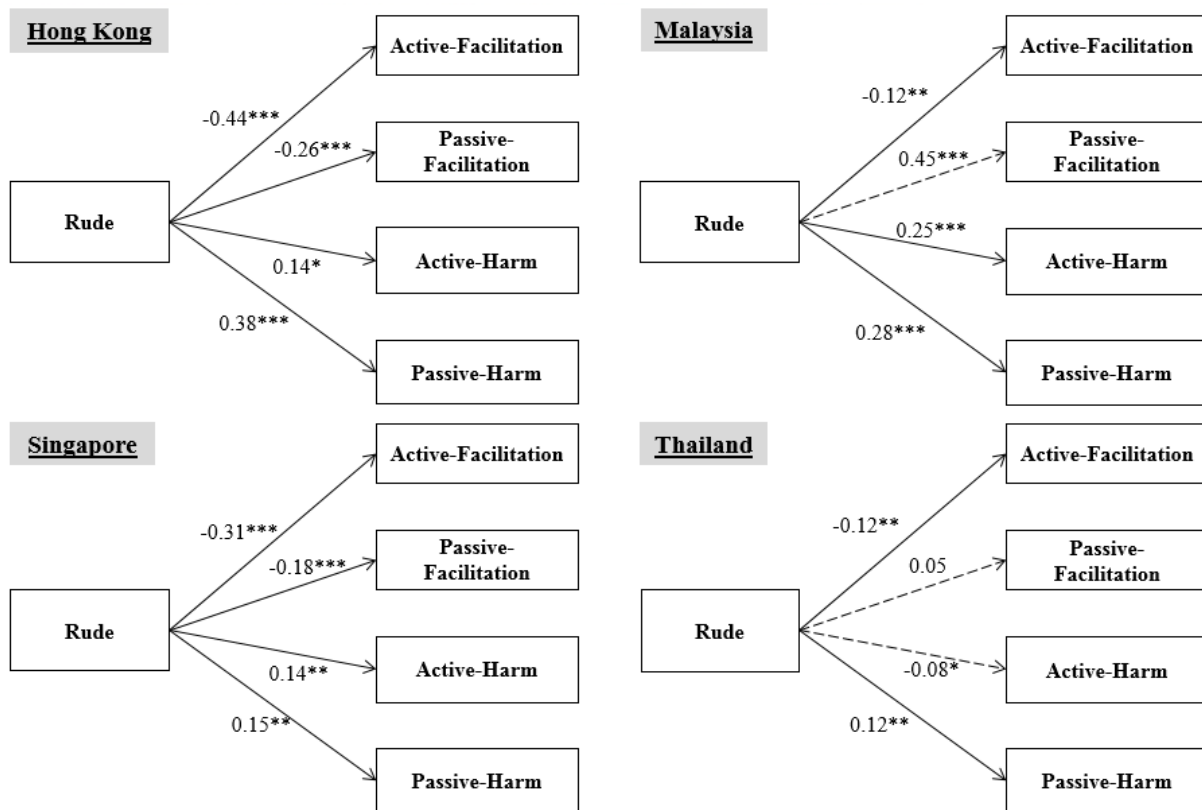 Hong Kong
Active-Facilitation
-0.44***
-0.26***
Passive-
Facilitation
Rude
0.14*
Active-Harm
0.38***
Passive-Harm
Malaysia
Active-Facilitation
-0.12**
0.45***
Passive-
Facilitation
Rude
0.25***
Active-Harm
0.28***
Passive-Harm
Singapore
Active-Facilitation
-0.31***
-0.18***
Passive-
Facilitation
Rude
0.14**
Active-Harm
0.15**
Passive-Harm
Thailand
Active-Facilitation
-0.12**
0.05
Passive-
Facilitation
Rude
-0.08*
Active-Harm
0.12**
Passive-Harm